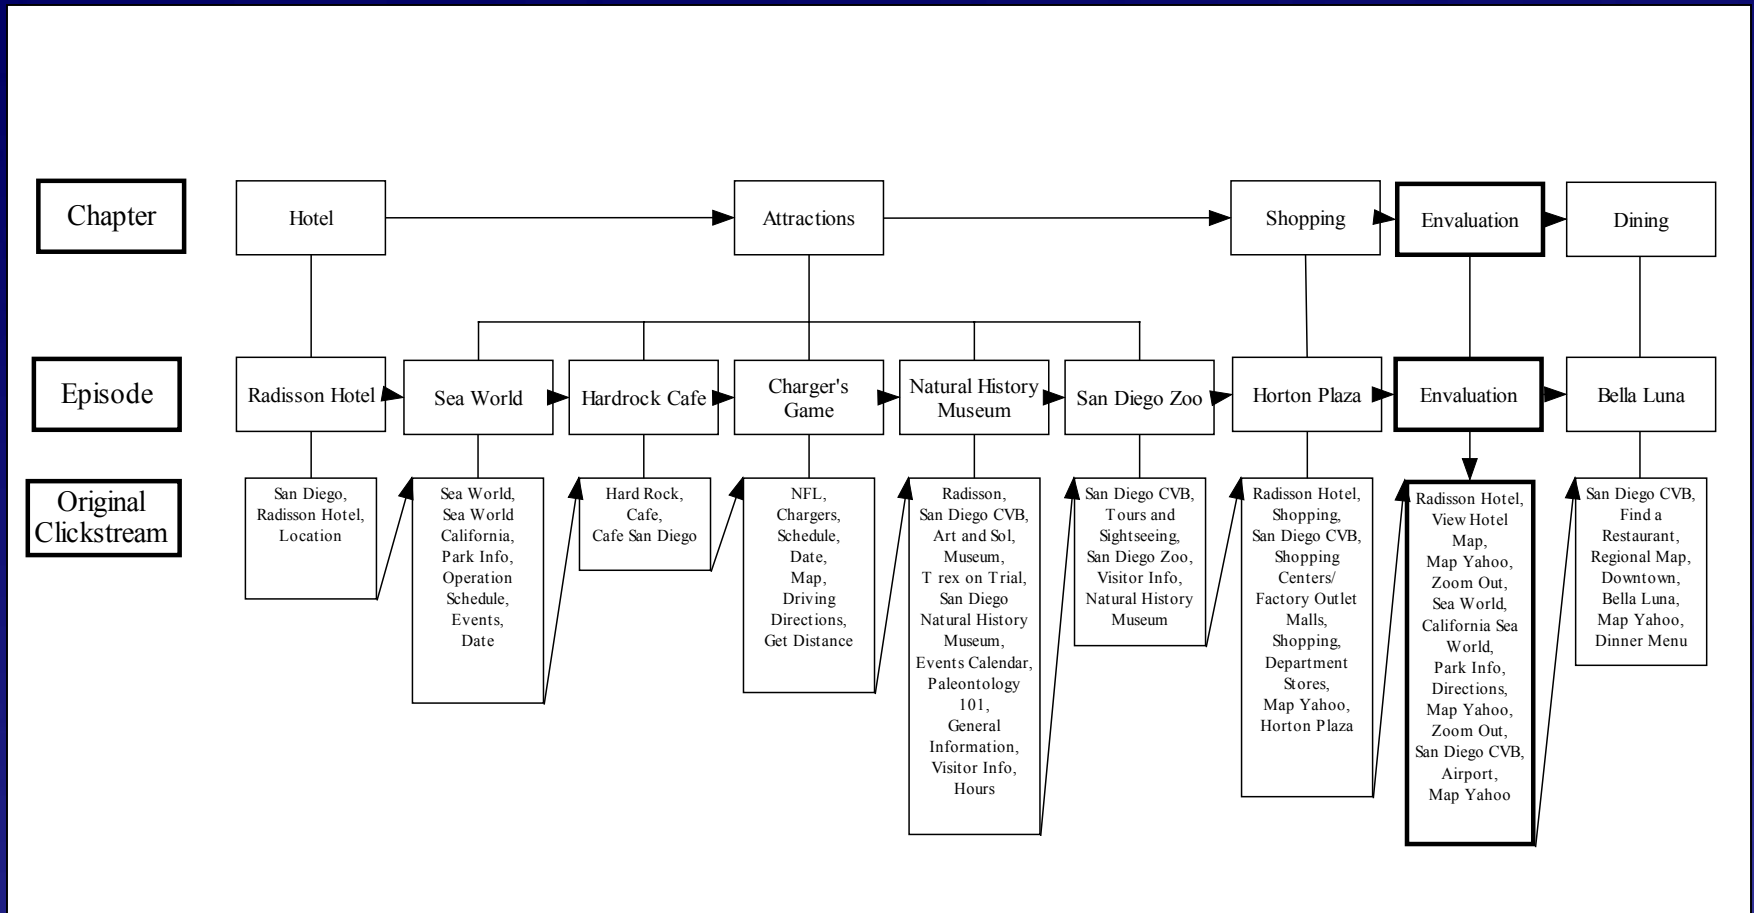 Chapter
Hotel
Attractions
Shopping
Envaluation
Dining
Episode
Radisson Hotel
Sea World
Hardrock Cafe
Charger's
Game
Natural History
Museum
San Diego Zoo
Horton Plaza
Envaluation
Bella Luna
Original
Clickstream
San Diego,
Radisson Hotel,
Location
Sea World,
Sea World
California,
Park Info,
Operation
Schedule,
Events,
Date
Hard Rock,
Cafe,
Cafe San Diego
NFL,
Chargers,
Schedule,
Date,
Map,
Driving
Directions,
Get Distance
Radisson,
San Diego CVB,
Art and Sol,
Museum,
T rex on Trial,
San Diego
Natural History
Museum,
Events Calendar,
Paleontology
101,
General
Information,
Visitor Info,
Hours
San Diego CVB,
Tours and
Sightseeing,
San Diego Zoo,
Visitor Info,
Natural History
Museum
Radisson Hotel,
Shopping,
San Diego CVB,
Shopping
Centers/
Factory Outlet
Malls,
Shopping,
Department
Stores,
Map Yahoo,
Horton Plaza
Radisson Hotel,
View Hotel
Map,
Map Yahoo,
Zoom Out,
Sea World,
California Sea
World,
Park Info,
Directions,
Map Yahoo,
Zoom Out,
San Diego CVB,
Airport,
Map Yahoo
San Diego CVB,
Find a
Restaurant,
Regional Map,
Downtown,
Bella Luna,
Map Yahoo,
Dinner Menu